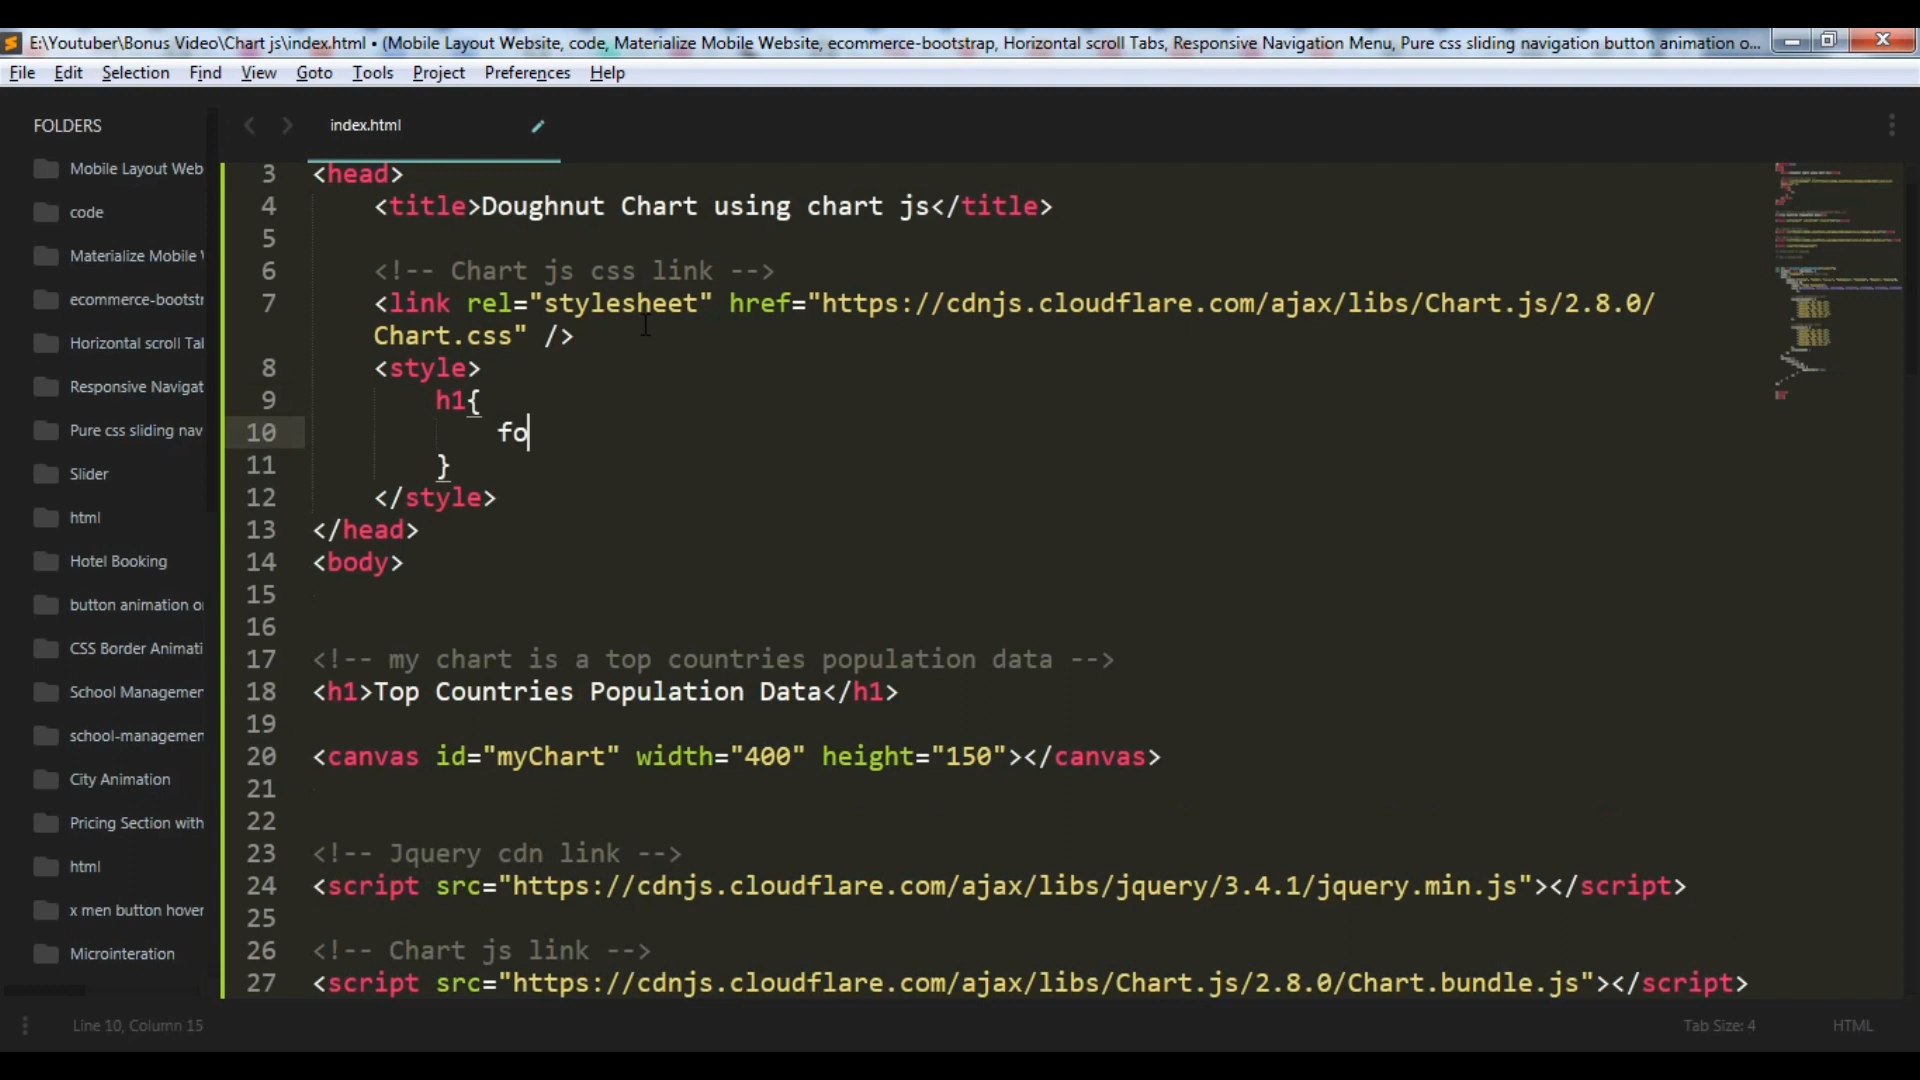 E:\Youtuber\Bonus Video\Chart js\index.html • (Mobile Layout Website, code, Materialize Mobile Website, ecommerce-bootstrap, Horizontal scroll Tabs, Responsive Navigation Menu, Pure css sliding navigation button animation o...
File Edit Selection Find View Goto Tools Project Preferences Help
FOLDERS
Mobile Layout Web
code
Materialize Mobile
ecommerce-bootst
Horizontal scroll Ta
Responsive Navigat
Pure css sliding nav
Slider
html
Hotel Booking
button animation o
CSS Border Animati
School Managemer
school-managemen
City Animation
Pricing Section with
html
x men button hover
Microinteration
index.html
3 <head>
4 <title>Doughnut Chart using chart js</title>
5
6 <!-- Chart js css link -->
7 <link rel="stylesheet" href="https://cdnjs.cloudflare.com/ajax/libs/Chart.js/2.8.0/
Chart.css" />
8 <style>
9 h1{
10 fo
11 }
12 </style>
13 </head>
14 <body>
15
16
17 <!-- my chart is a top countries population data -->
18 <h1>Top Countries Population Data</h1>
19
20 <canvas id="myChart" width="400" height="150"></canvas>
21
22
23 <!-- Jquery cdn link -->
24 <script src="https://cdnjs.cloudflare.com/ajax/libs/jquery/3.4.1/jquery.min.js"></script>
25
26 <!-- Chart js link -->
27 <script src="https://cdnjs.cloudflare.com/ajax/libs/Chart.js/2.8.0/Chart.bundle.js"></script>
Line 10, Column 15
Tab Size: 4
HTML